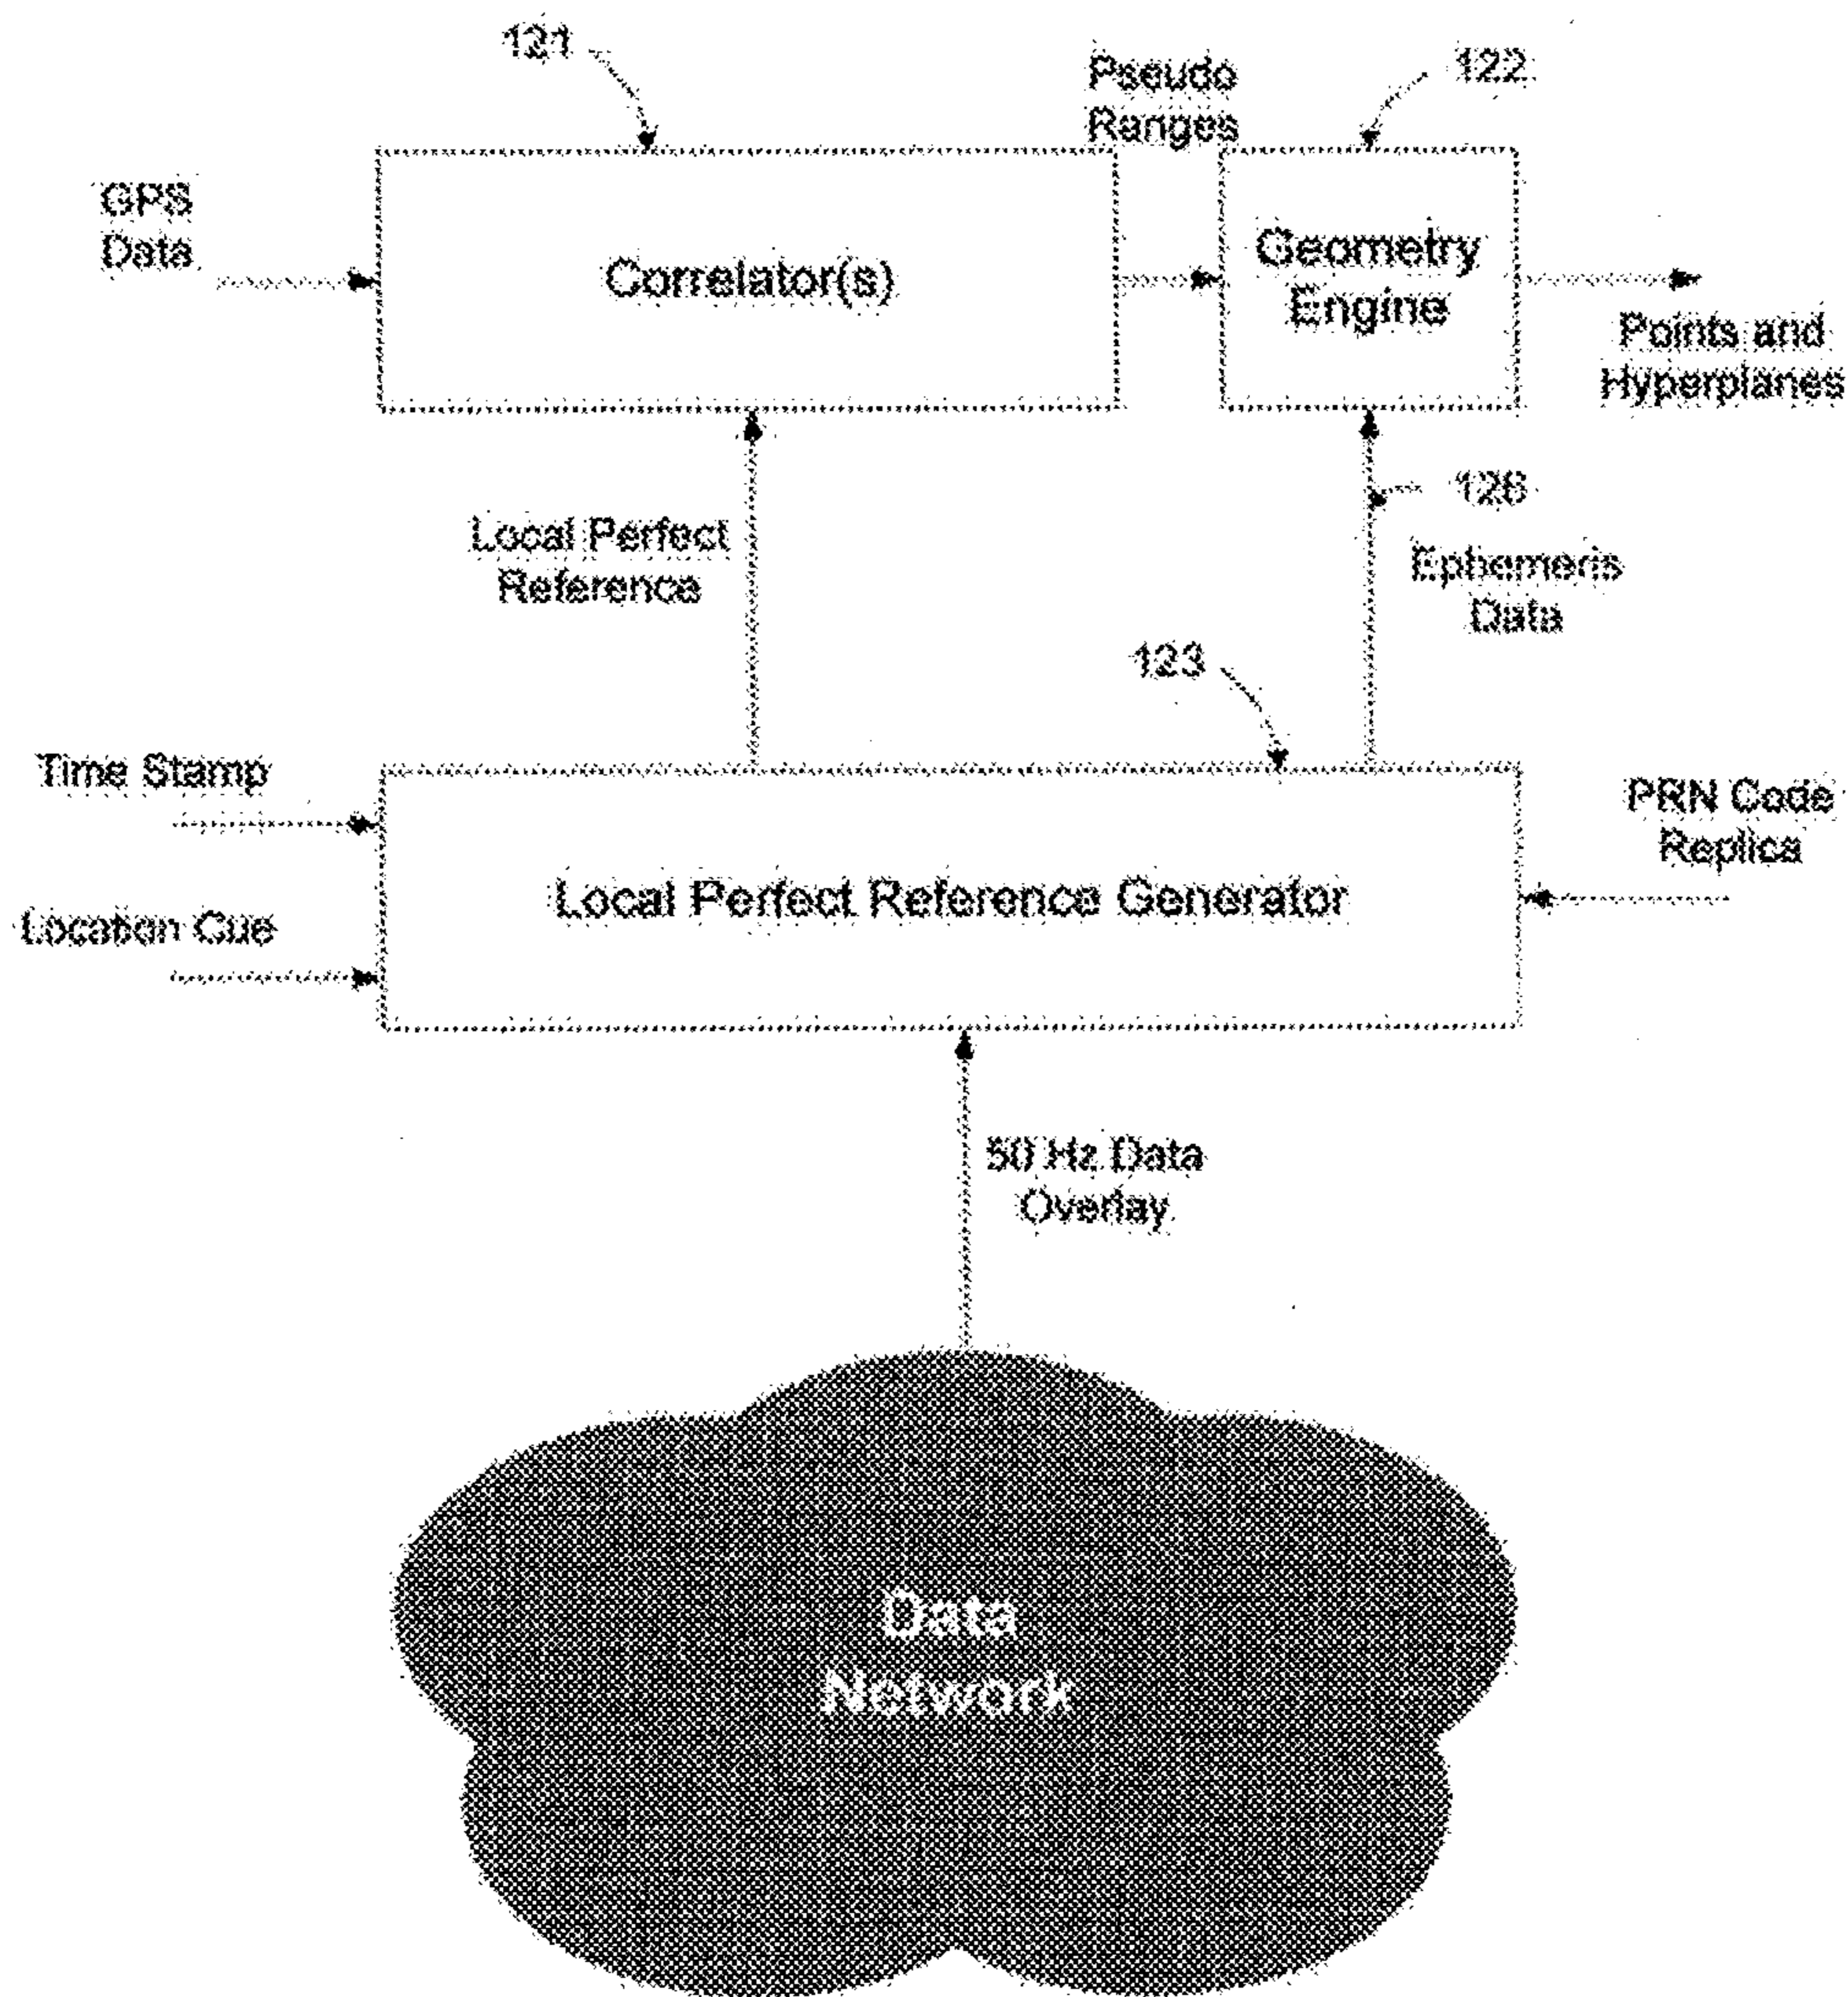 121
Pseudo
Ranges
122
GPS
Data
Correlator(s)
Geometry
Engine
Points and
Hyperplanes
Local Perfect
Reference
126
Ephemeris
Data
123
Time Stamp
PRN Code
Replica
Local Perfect Reference Generator
Location Cue
50 Hz Data
Overlay
Data
Network